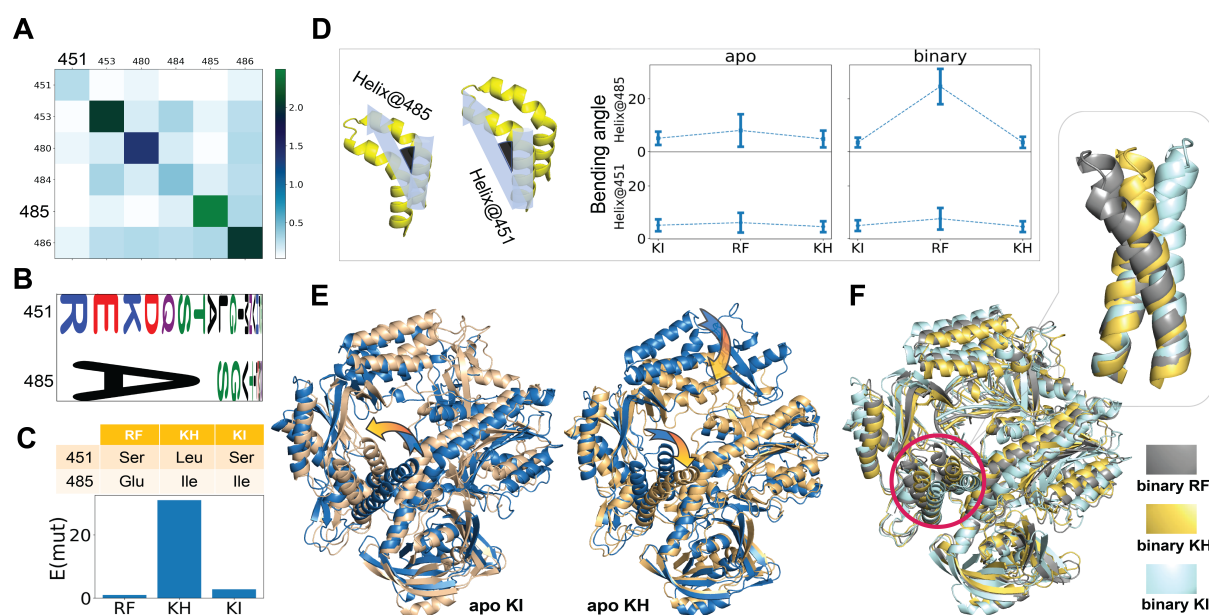 A
451 453 480 484 485 486
451
453
480
484
485
486
2.0
1.5
1.0
0.5
0.0
B
451
R E K D Q S T A L G H
485
A S G V T
C
RF KH KI
451 Ser Leu Ser
485 Glu Ile Ile
E(mut)
20
0
RF KH KI
D
Helix@485
Helix@451
apo binary
Bending angle
Helix@485
Helix@451
20
0
20
0
KI RF KH KI RF KH
E
apo KI apo KH
F
binary RF
binary KH
binary KI